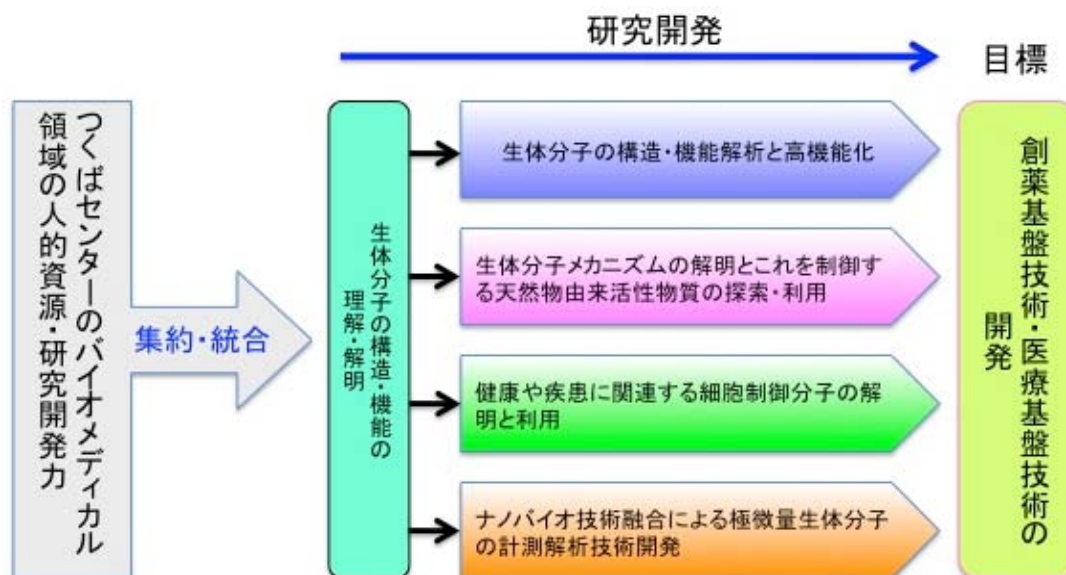 研究開発
目標
つくばセンターのバイオメディカル
領域の人的資源・研究開発力
集約・統合
生体分子の構造・機能の
理解・解明
生体分子の構造・機能解析と高機能化
生体分子メカニズムの解明とこれを制御す
る天然物由来活性物質の探索・利用
健康や疾患に関連する細胞制御分子の解
明と利用
ナノバイオ技術融合による極微量生体分子
の計測解析技術開発
創薬基盤技術・医療基盤技術の
開発